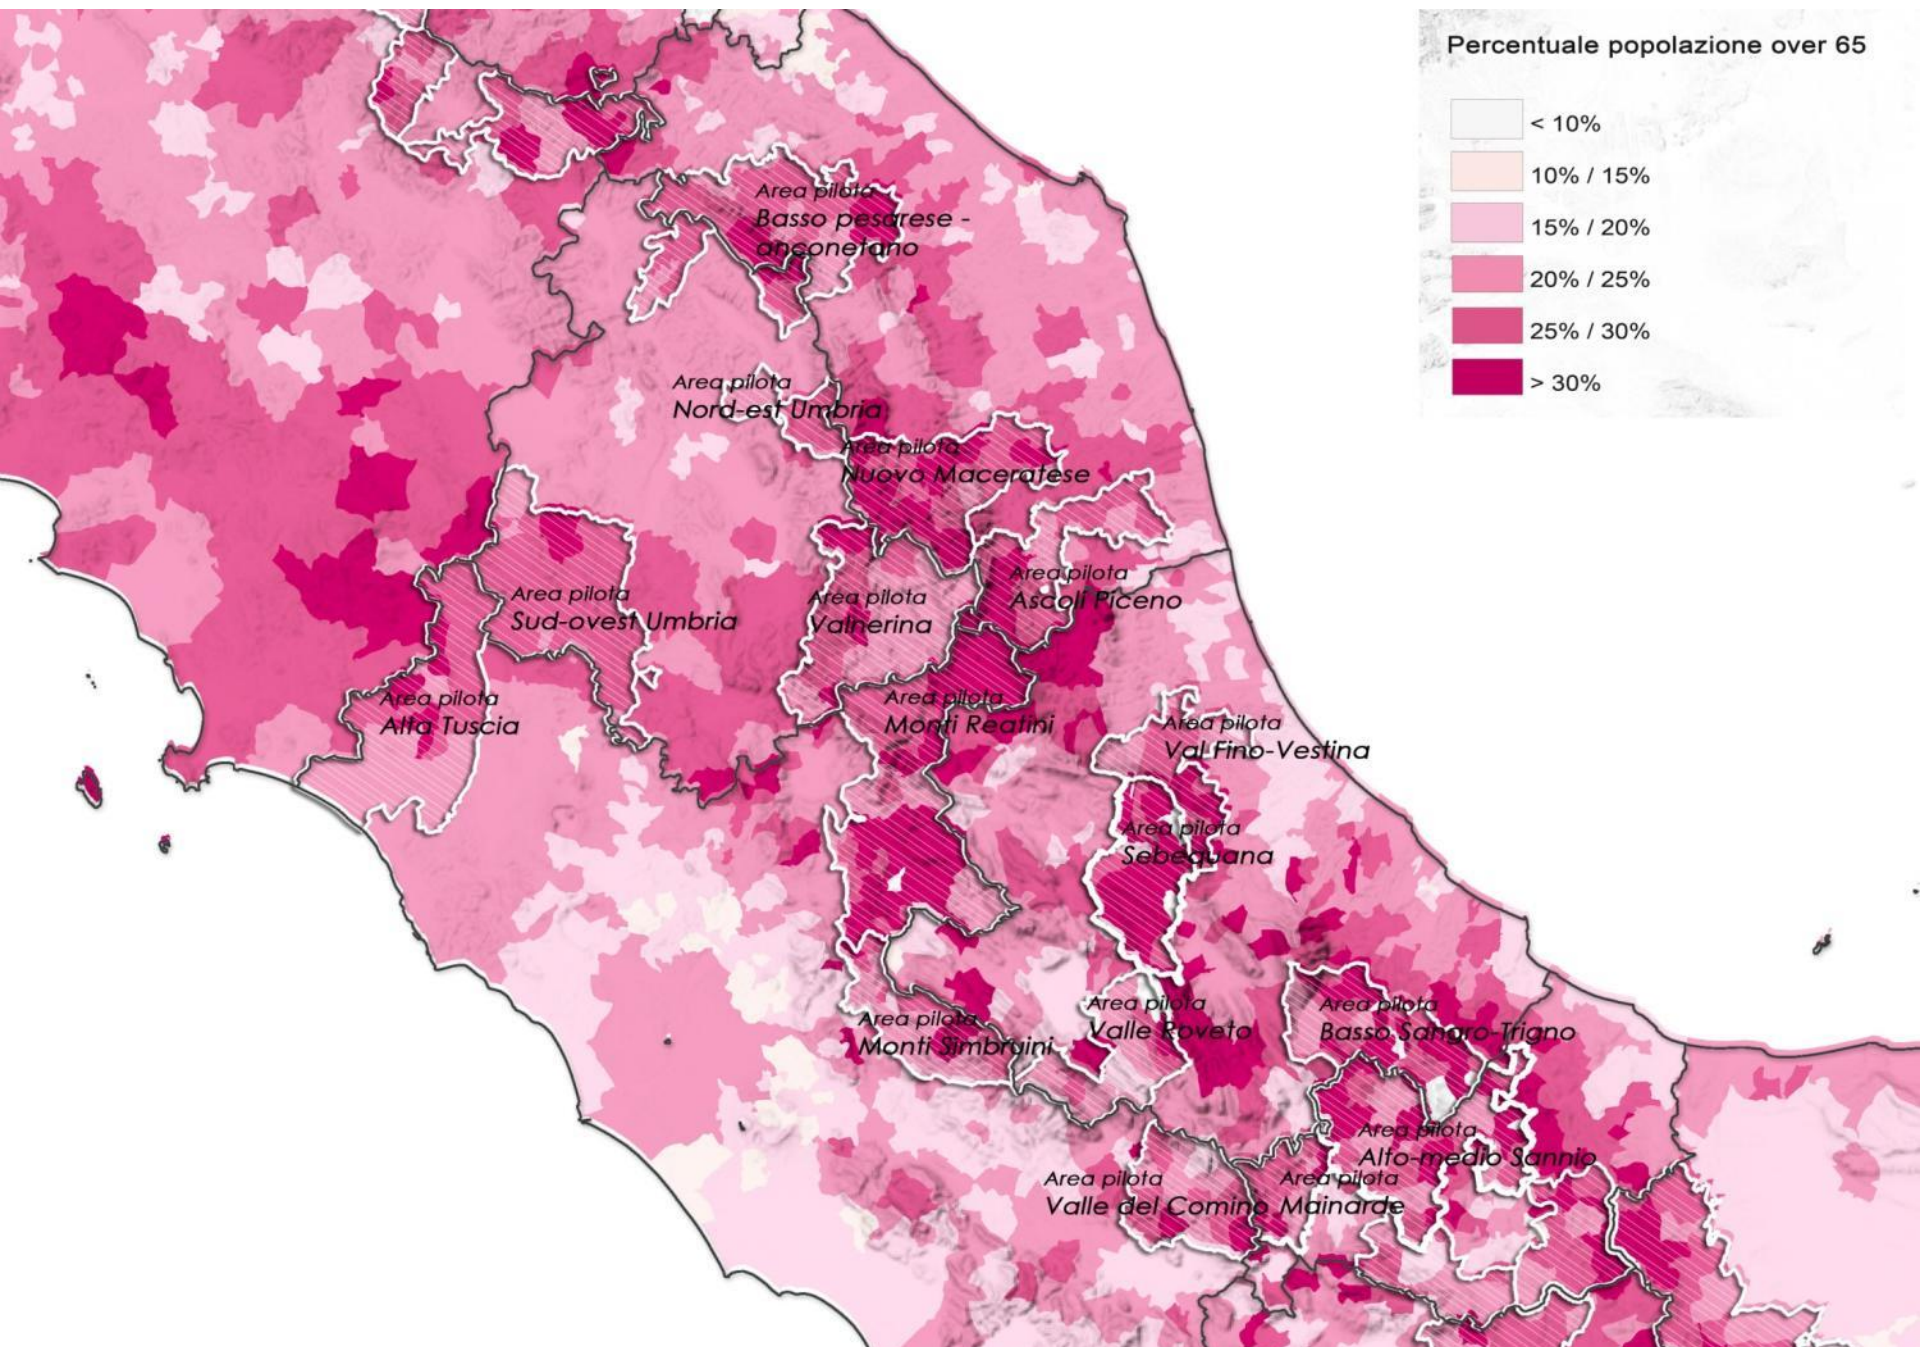 Percentuale popolazione over 65
< 10%
10% / 15%
15% / 20%
20% / 25%
25% / 30%
> 30%
Area pilota
Basso pesarese -
anconetano
Area pilota
Nord-est Umbria
Area pilota
Nuovo Maceratese
Area pilota
Ascoli Piceno
Area pilota
Sud-ovest Umbria
Area pilota
Valnerina
Area pilota
Alta Tuscia
Area pilota
Monti Reatini
Area pilota
Val Fino-Vestina
Area pilota
Sebequana
Area pilota
Valle Roveto
Area pilota
Basso Sangro-Trigno
Area pilota
Monti Simbruini
Area pilota
Alto-medio Sannio
Area pilota
Valle del Comino
Area pilota
Mainarde